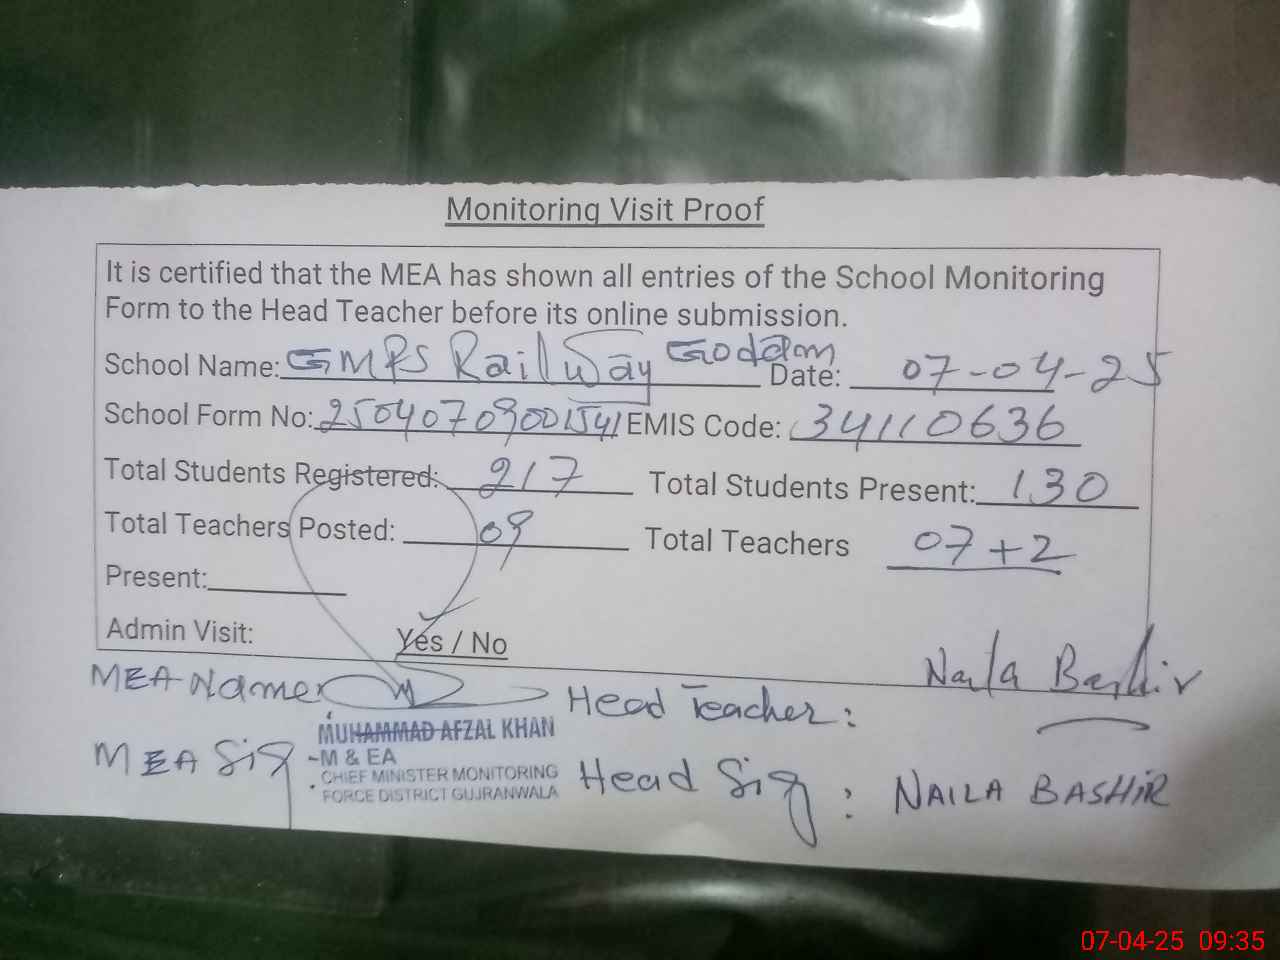 Monitoring Visit Proof
It is certified that the MEA has shown all entries of the School Monitoring
Form to the Head Teacher before its online submission.
School Name: GMPS Railway Godam Date: 07-04-25
School Form No: 25040709001541 EMIS Code: 34110636
Total Students Registered: 217 Total Students Present: 130
Total Teachers Posted: 09 Total Teachers 07+2
Present:
Admin Visit: Yes / No
MEA Name Head Teacher: Naila Bashir
MUHAMMAD AFZAL KHAN
MEA Sig Head Sig: NAILA BASHIR
M & EA
CHIEF MINISTER MONITORING
FORCE DISTRICT GUJRANWALA
07-04-25 09:35